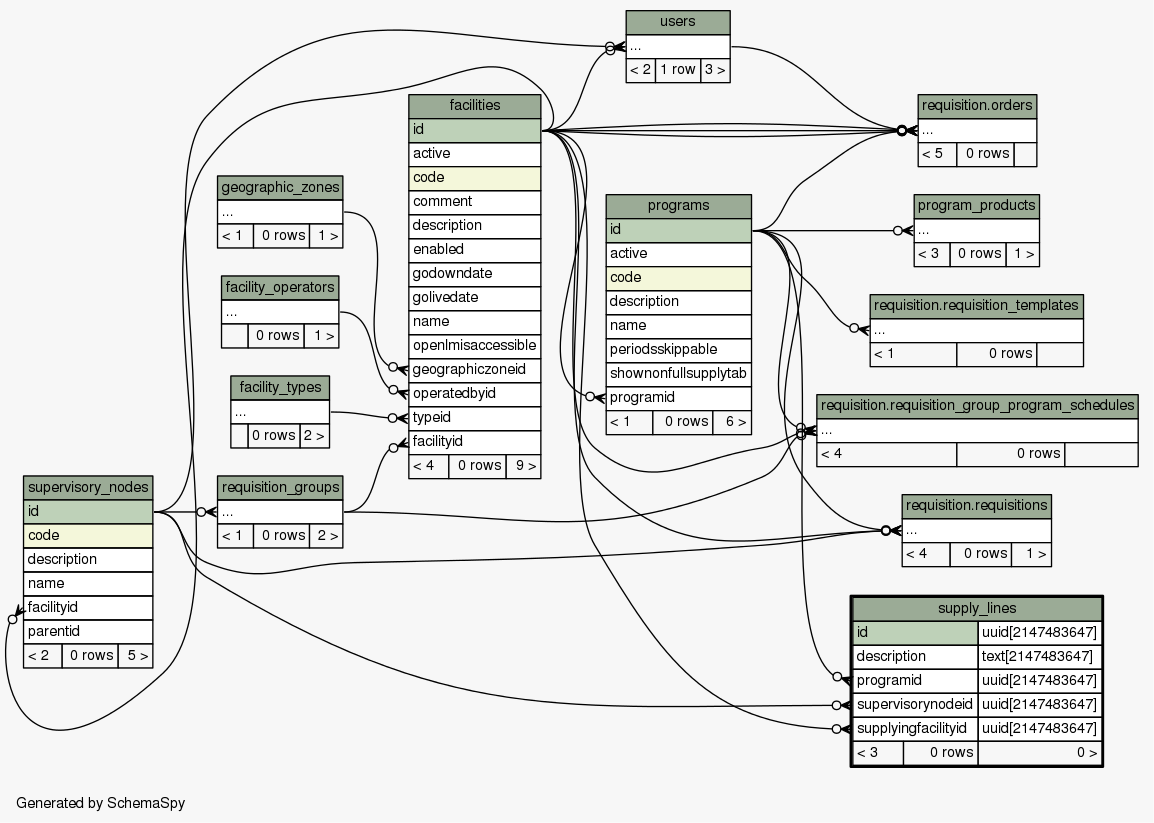 users
...
< 2 1 row 3 >
facilities
id
active
code
comment
description
enabled
godowndate
golivedate
name
openlmisaccessible
geographiczoneid
operatedbyid
typeid
facilityid
< 4 0 rows 9 >
requisition.orders
...
< 5 0 rows
geographic_zones
...
< 1 0 rows 1 >
programs
id
active
code
description
name
periodsskippable
shownonfullsupplytab
programid
< 1 0 rows 6 >
program_products
...
< 3 0 rows 1 >
facility_operators
...
0 rows 1 >
requisition.requisition_templates
...
< 1 0 rows
facility_types
...
0 rows 2 >
requisition.requisition_group_program_schedules
...
< 4 0 rows
supervisory_nodes
id
code
description
name
facilityid
parentid
< 2 0 rows 5 >
requisition_groups
...
< 1 0 rows 2 >
requisition.requisitions
...
< 4 0 rows 1 >
supply_lines
id uuid[2147483647]
description text[2147483647]
programid uuid[2147483647]
supervisorynodeid uuid[2147483647]
supplyingfacilityid uuid[2147483647]
< 3 0 rows 0 >
Generated by SchemaSpy